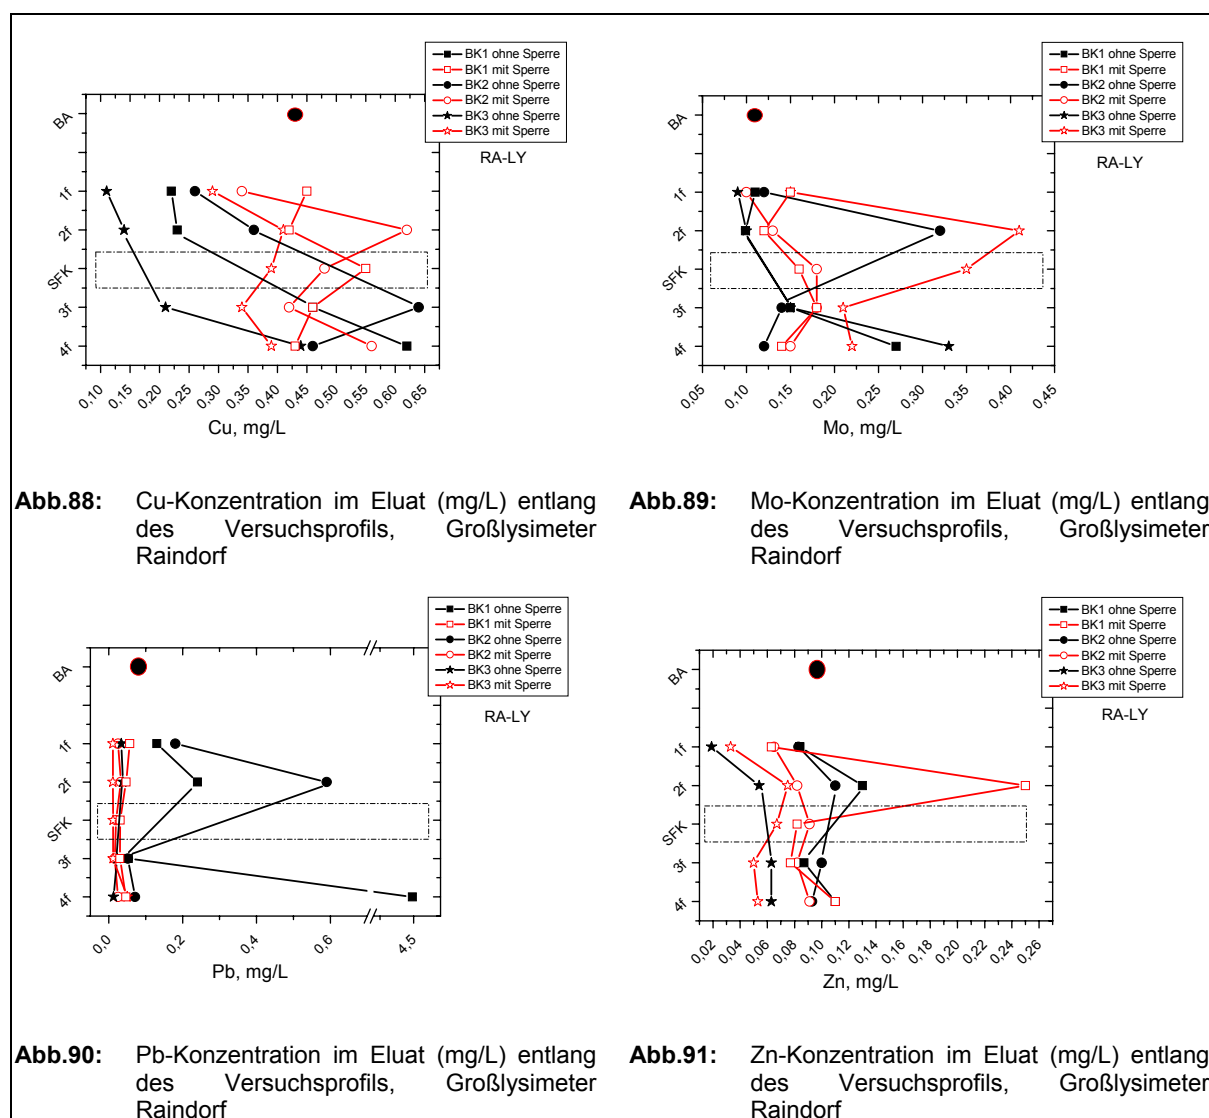 BK1 ohne Sperre
BK1 mit Sperre
BK2 ohne Sperre
BK2 mit Sperre
BK3 ohne Sperre
BK3 mit Sperre
RA-LY
BA
1f
2f
SFK
3f
4f
0,10 0,15 0,20 0,25 0,30 0,35 0,40 0,45 0,50 0,55 0,60 0,65
Cu, mg/L
BK1 ohne Sperre
BK1 mit Sperre
BK2 ohne Sperre
BK2 mit Sperre
BK3 ohne Sperre
BK3 mit Sperre
RA-LY
BA
1f
2f
SFK
3f
4f
0,05 0,10 0,15 0,20 0,25 0,30 0,35 0,40 0,45
Mo, mg/L
Abb.88: Cu-Konzentration im Eluat (mg/L) entlang
des Versuchsprofils, Großlysimeter
Raindorf
Abb.89: Mo-Konzentration im Eluat (mg/L) entlang
des Versuchsprofils, Großlysimeter
Raindorf
BK1 ohne Sperre
BK1 mit Sperre
BK2 ohne Sperre
BK2 mit Sperre
BK3 ohne Sperre
BK3 mit Sperre
RA-LY
BA
1f
2f
SFK
3f
4f
0,0 0,2 0,4 0,6 4,5
Pb, mg/L
BK1 ohne Sperre
BK1 mit Sperre
BK2 ohne Sperre
BK2 mit Sperre
BK3 ohne Sperre
BK3 mit Sperre
RA-LY
BA
1f
2f
SFK
3f
4f
0,02 0,04 0,06 0,08 0,10 0,12 0,14 0,16 0,18 0,20 0,22 0,24 0,26
Zn, mg/L
Abb.90: Pb-Konzentration im Eluat (mg/L) entlang
des Versuchsprofils, Großlysimeter
Raindorf
Abb.91: Zn-Konzentration im Eluat (mg/L) entlang
des Versuchsprofils, Großlysimeter
Raindorf